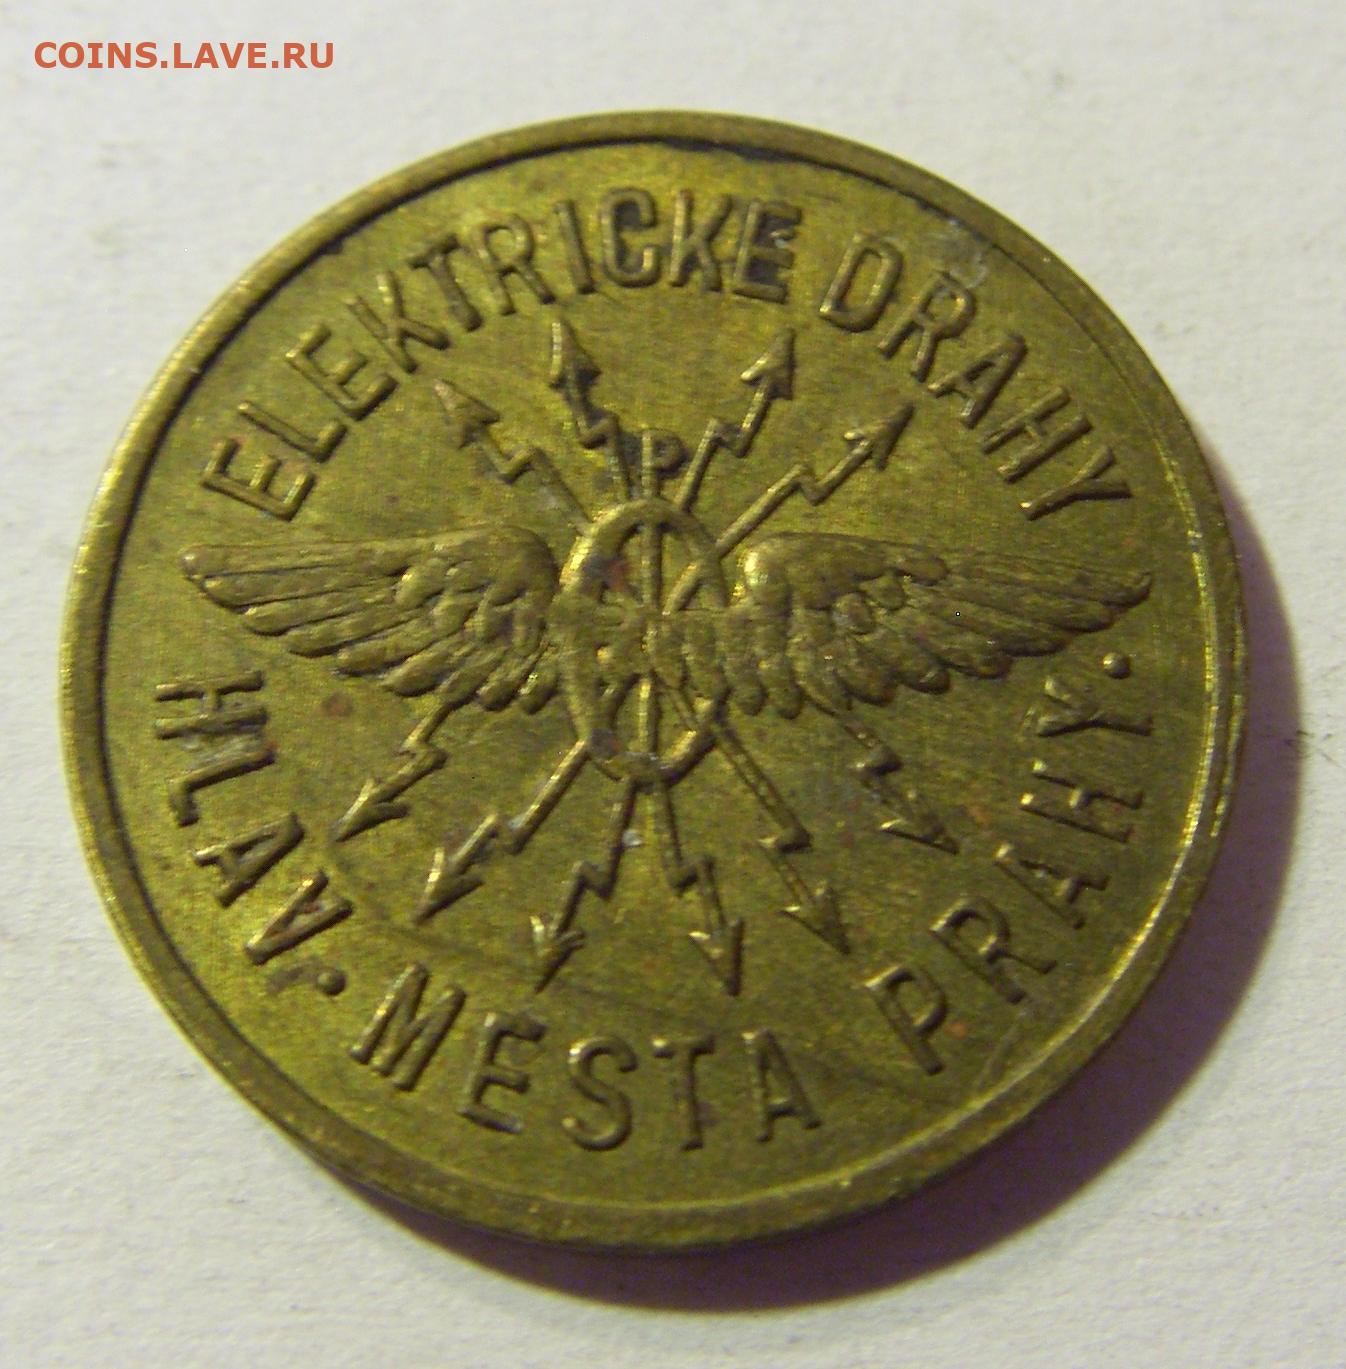 COINS.LAVE.RU
ELEKTRICKE DRAHY
HLAV. MESTA PRAHY.
P